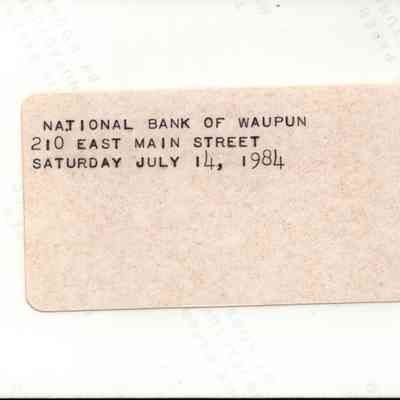 NATIONAL BANK OF WAUPUN
210 EAST MAIN STREET
SATURDAY JULY 14, 1984